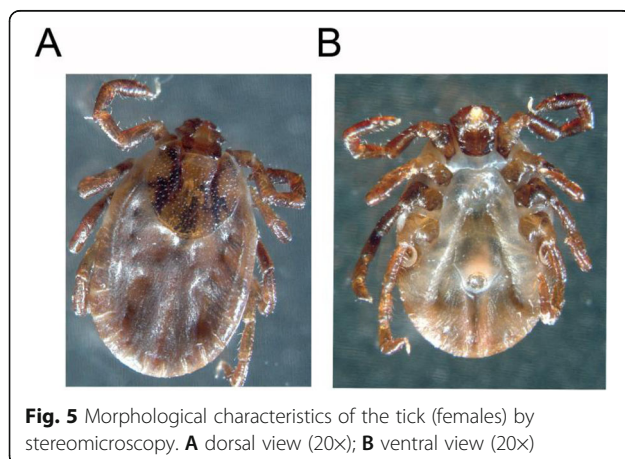 A
B
Fig. 5 Morphological characteristics of the tick (females) by
stereomicroscopy. A dorsal view (20×); B ventral view (20×)